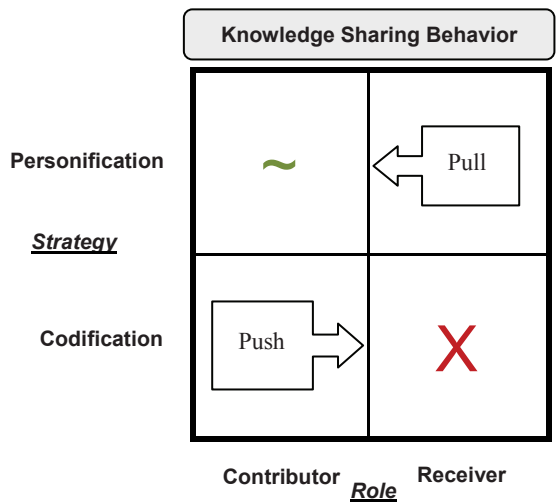 Knowledge Sharing Behavior
Personification
~
Pull
Strategy
Codification
Push
X
Contributor
Role
Receiver